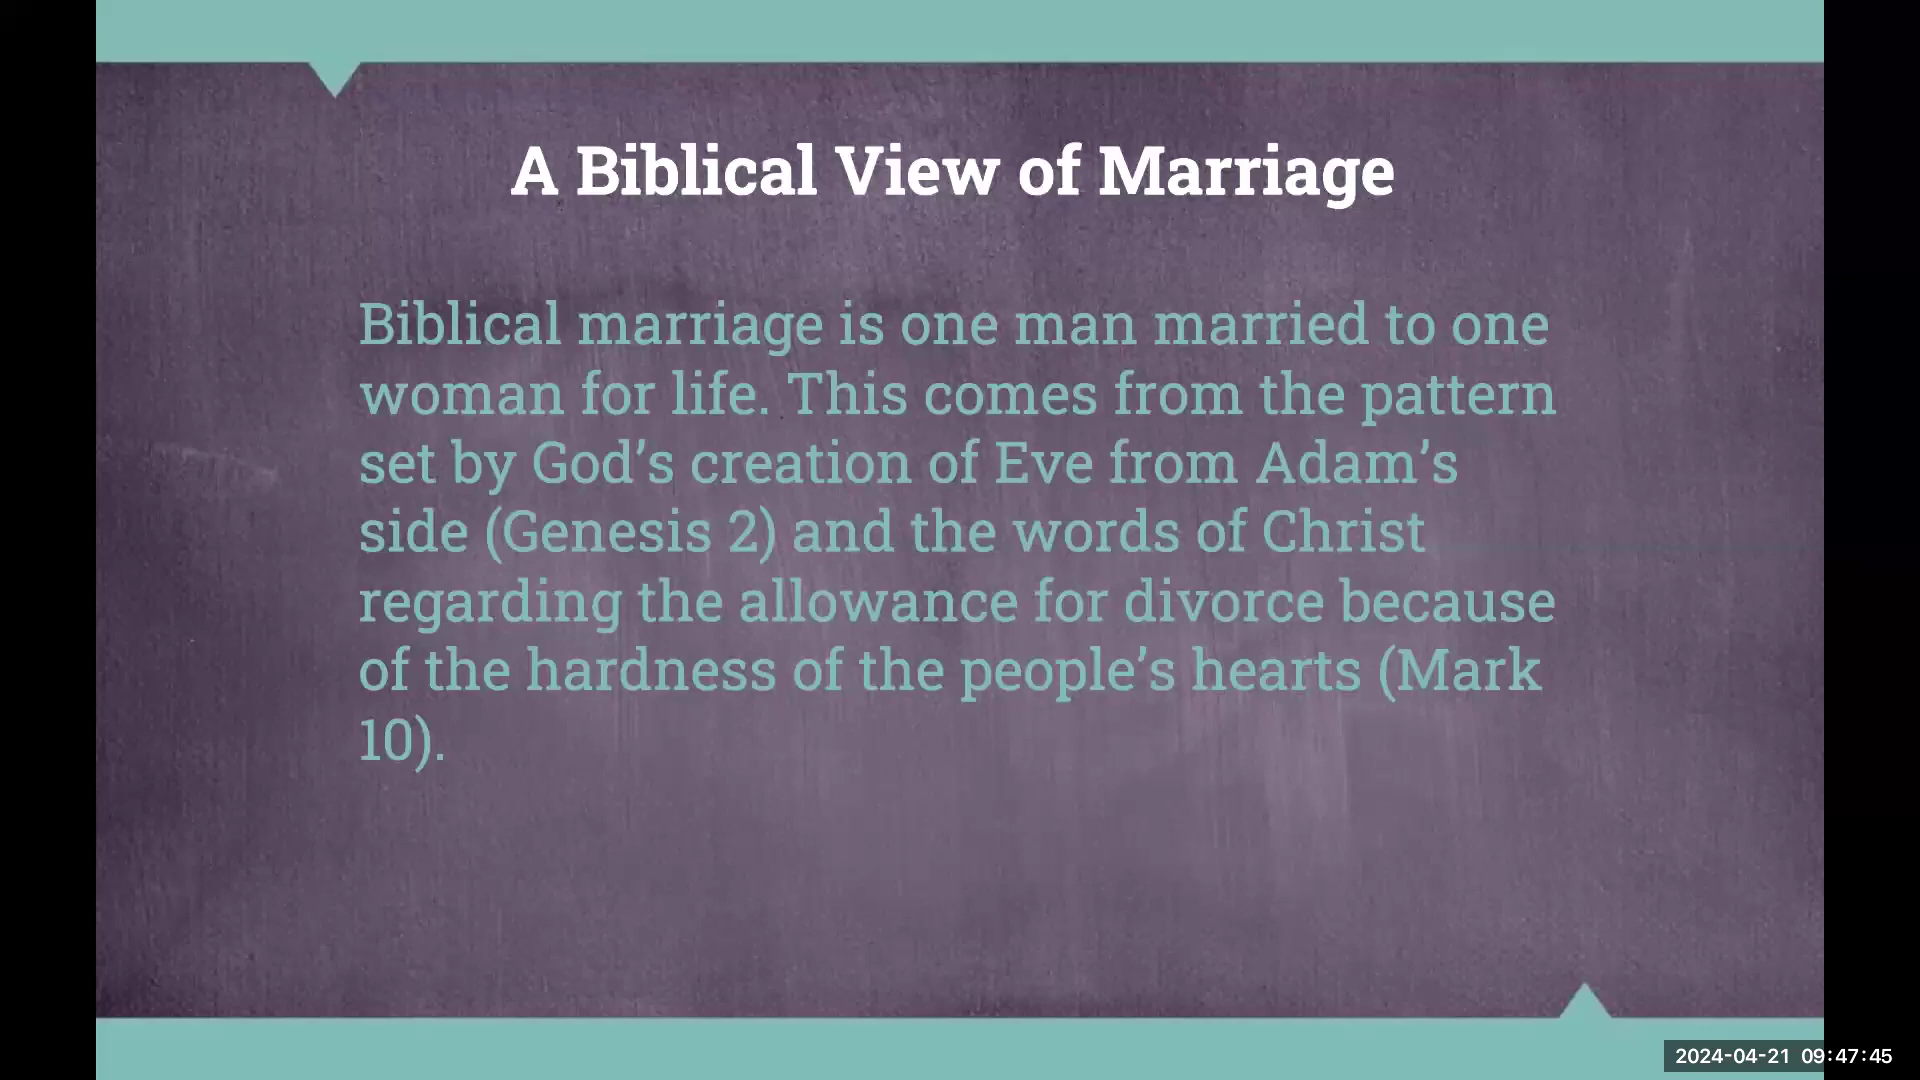 A Biblical View of Marriage
Biblical marriage is one man married to one
woman for life. This comes from the pattern
set by God’s creation of Eve from Adam’s
side (Genesis 2) and the words of Christ
regarding the allowance for divorce because
of the hardness of the people’s hearts (Mark
10).
2024-04-21 09:47:45